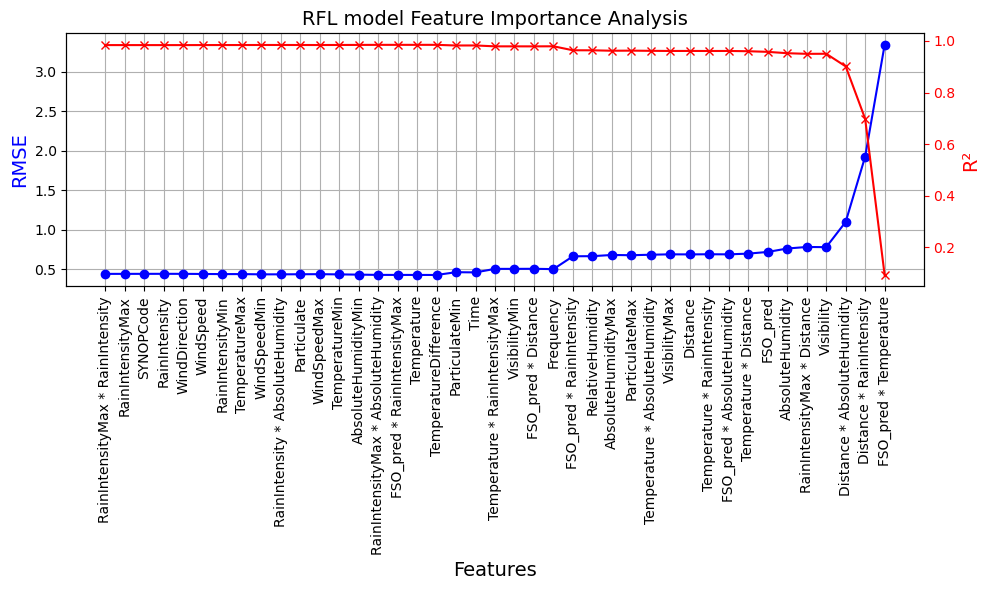 RFL model Feature Importance Analysis
RMSE
3.0
2.5
2.0
1.5
1.0
0.5
1.0
0.8
0.6
0.4
0.2
R²
RainIntensityMax * RainIntensity
RainIntensityMax
SYNOPCode
RainIntensity
WindDirection
WindSpeed
RainIntensityMin
TemperatureMax
WindSpeedMin
RainIntensity * AbsoluteHumidity
Particulate
WindSpeedMax
TemperatureMin
AbsoluteHumidityMin
RainIntensityMax * AbsoluteHumidity
FSO_pred * RainIntensityMax
Temperature
TemperatureDifference
ParticulateMin
Time
Temperature * RainIntensityMax
VisibilityMin
FSO_pred * Distance
Frequency
FSO_pred * RainIntensity
RelativeHumidity
AbsoluteHumidityMax
ParticulateMax
Temperature * AbsoluteHumidity
VisibilityMax
Distance
Temperature * RainIntensity
FSO_pred * AbsoluteHumidity
Temperature * Distance
FSO_pred
AbsoluteHumidity
RainIntensityMax * Distance
Visibility
Distance * AbsoluteHumidity
Distance * RainIntensity
FSO_pred * Temperature
Features